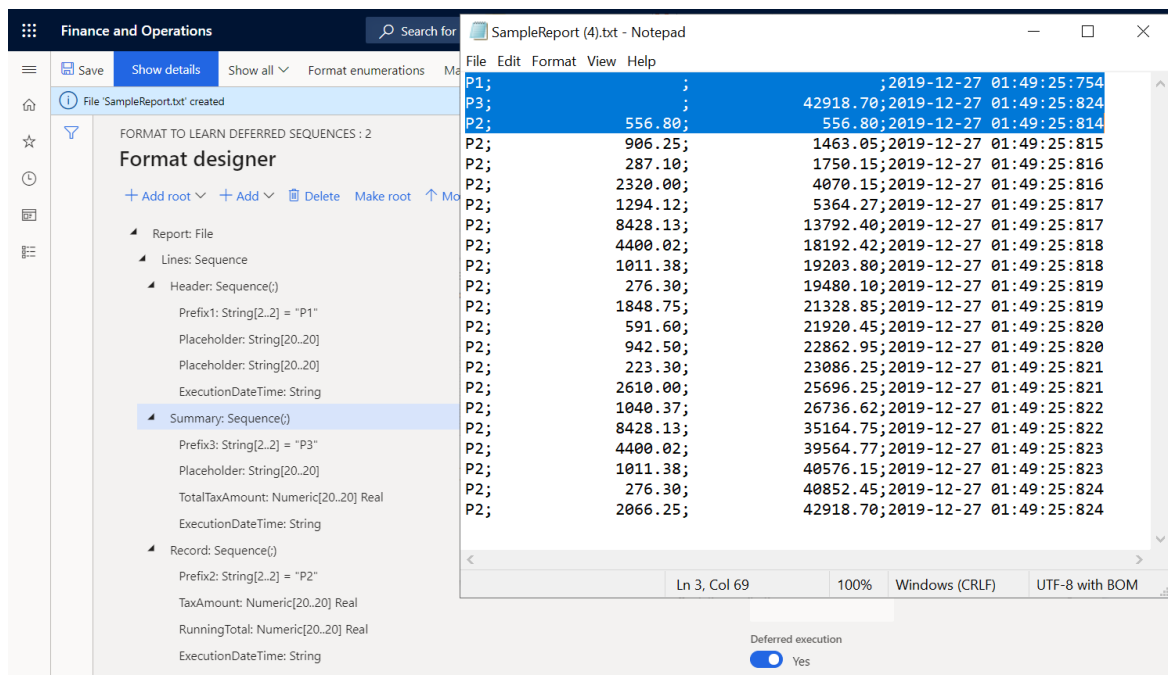 Finance and Operations
Search for
Save
Show details
Show all
Format enumerations
Ma
File 'SampleReport.txt' created
FORMAT TO LEARN DEFERRED SEQUENCES : 2
Format designer
Add root
Add
Delete
Make root
Mo
Report: File
Lines: Sequence
Header: Sequence(;)
Prefix1: String[2..2] = "P1"
Placeholder: String[20..20]
Placeholder: String[20..20]
ExecutionDateTime: String
Summary: Sequence(;)
Prefix3: String[2..2] = "P3"
Placeholder: String[20..20]
TotalTaxAmount: Numeric[20..20] Real
ExecutionDateTime: String
Record: Sequence(;)
Prefix2: String[2..2] = "P2"
TaxAmount: Numeric[20..20] Real
RunningTotal: Numeric[20..20] Real
ExecutionDateTime: String
SampleReport (4).txt - Notepad
File Edit Format View Help
P1; ; ;2019-12-27 01:49:25:754
P3; ; 42918.70;2019-12-27 01:49:25:824
P2; 556.80; 556.80;2019-12-27 01:49:25:814
P2; 906.25; 1463.05;2019-12-27 01:49:25:815
P2; 287.10; 1750.15;2019-12-27 01:49:25:816
P2; 2320.00; 4070.15;2019-12-27 01:49:25:816
P2; 1294.12; 5364.27;2019-12-27 01:49:25:817
P2; 8428.13; 13792.40;2019-12-27 01:49:25:817
P2; 4400.02; 18192.42;2019-12-27 01:49:25:818
P2; 1011.38; 19203.80;2019-12-27 01:49:25:818
P2; 276.30; 19480.10;2019-12-27 01:49:25:819
P2; 1848.75; 21328.85;2019-12-27 01:49:25:819
P2; 591.60; 21920.45;2019-12-27 01:49:25:820
P2; 942.50; 22862.95;2019-12-27 01:49:25:820
P2; 223.30; 23086.25;2019-12-27 01:49:25:821
P2; 2610.00; 25696.25;2019-12-27 01:49:25:821
P2; 1040.37; 26736.62;2019-12-27 01:49:25:822
P2; 8428.13; 35164.75;2019-12-27 01:49:25:822
P2; 4400.02; 39564.77;2019-12-27 01:49:25:823
P2; 1011.38; 40576.15;2019-12-27 01:49:25:823
P2; 276.30; 40852.45;2019-12-27 01:49:25:824
P2; 2066.25; 42918.70;2019-12-27 01:49:25:824
Ln 3, Col 69
100%
Windows (CRLF)
UTF-8 with BOM
Deferred execution
Yes